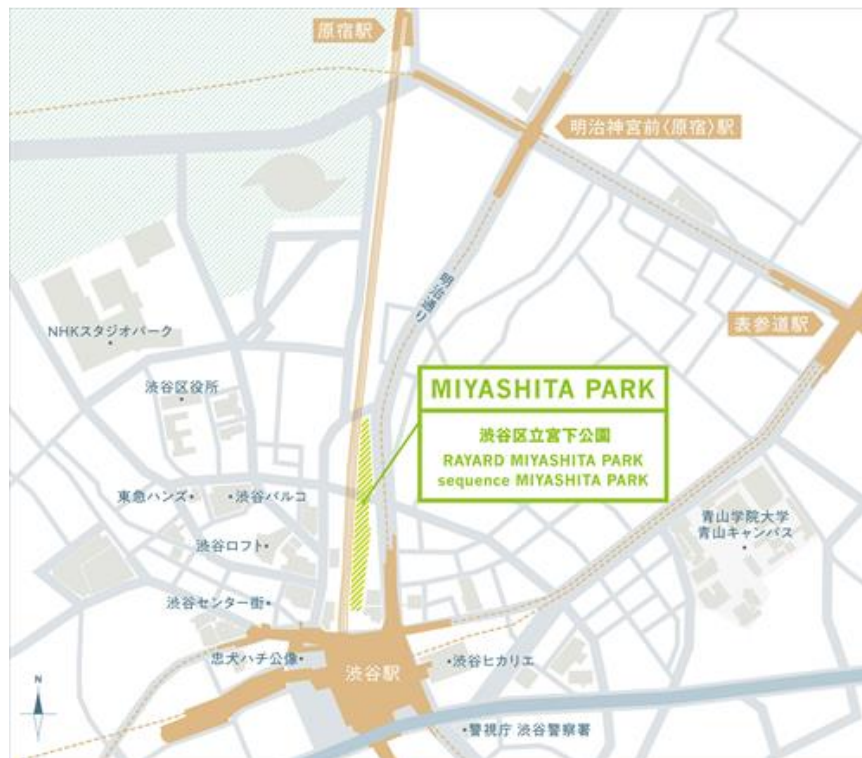 原宿駅
明治神宮前〈原宿〉駅
明治通り
表参道駅
NHKスタジオパーク
渋谷区役所
MIYASHITA PARK
渋谷区立宮下公園
RAYARD MIYASHITA PARK
sequence MIYASHITA PARK
東急ハンズ
渋谷パルコ
青山学院大学
青山キャンパス
渋谷ロフト
渋谷センター街
忠犬ハチ公像
渋谷駅
渋谷ヒカリエ
N
警視庁 渋谷警察署